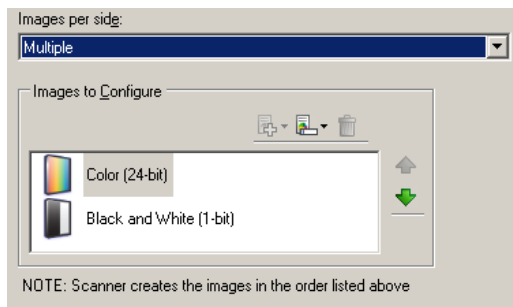 Images per side:
Multiple
Images to Configure
Color (24-bit)
Black and White (1-bit)
NOTE: Scanner creates the images in the order listed above